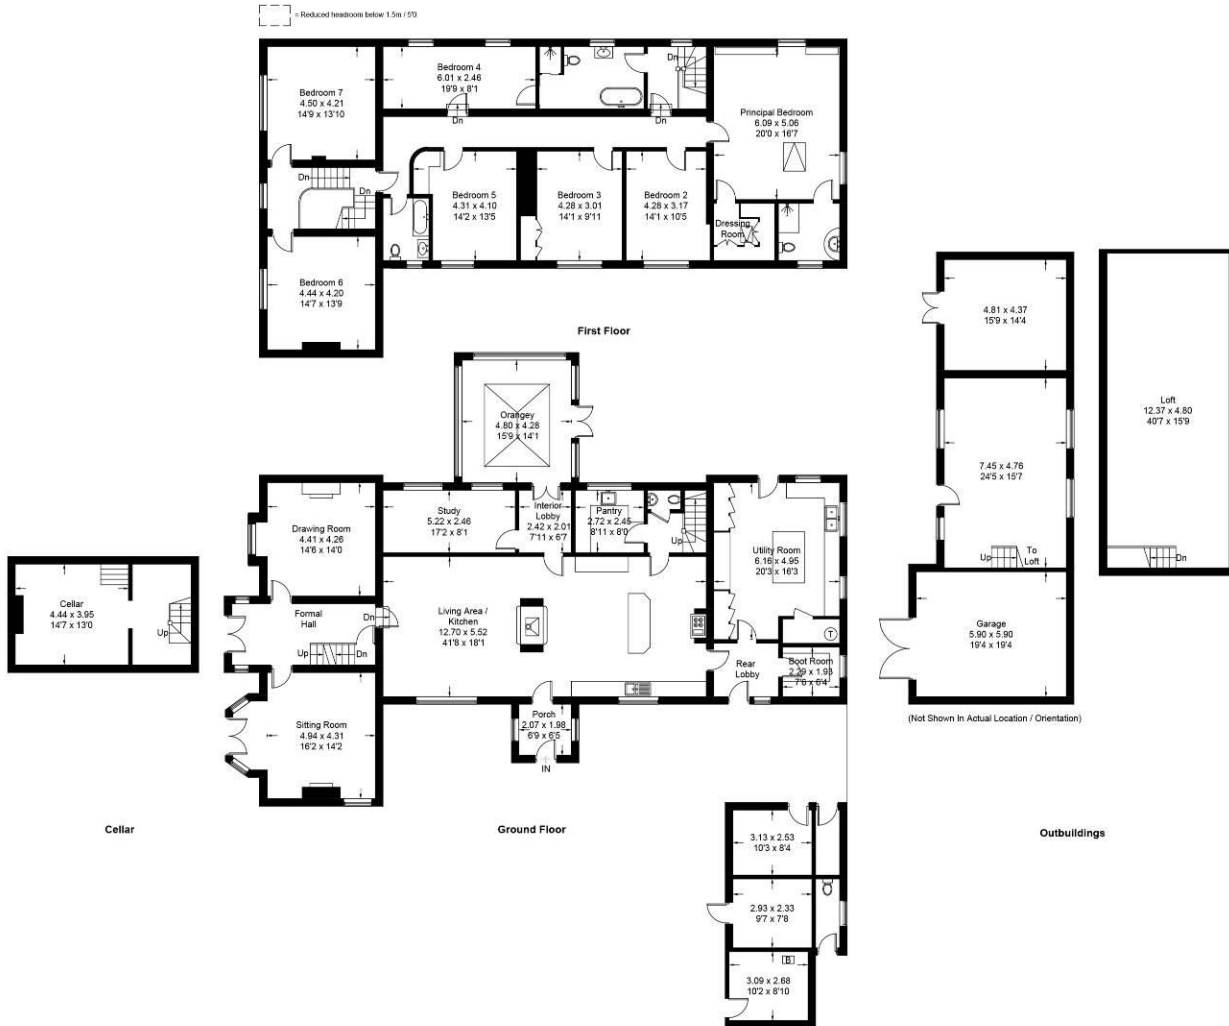 = Reduced headroom below 1.5m / 5'0
Bedroom 7
4.50 x 4.21
14'9 x 13'10
Bedroom 4
6.01 x 2.46
19'9 x 8'1
Dn
Dn
Dn
Principal Bedroom
6.09 x 5.06
20'0 x 16'7
Dn
Dn
Bedroom 5
4.31 x 4.10
14'2 x 13'5
Bedroom 3
4.28 x 3.01
14'1 x 9'11
Bedroom 2
4.28 x 3.17
14'1 x 10'5
Dressing
Room
Bedroom 6
4.44 x 4.20
14'7 x 13'9
First Floor
Orangey
4.80 x 4.28
15'9 x 14'1
4.81 x 4.37
15'9 x 14'4
Loft
12.37 x 4.80
40'7 x 15'9
Dn
7.45 x 4.76
24'5 x 15'7
Up
To
Loft
Garage
5.90 x 5.90
19'4 x 19'4
(Not Shown In Actual Location / Orientation)
Drawing Room
4.41 x 4.26
14'6 x 14'0
Study
5.22 x 2.46
17'2 x 8'1
Interior
Lobby
2.42 x 2.01
7'11 x 6'7
Pantry
2.72 x 2.45
8'11 x 8'0
Up
Utility Room
6.16 x 4.95
20'3 x 16'3
T
Cellar
4.44 x 3.95
14'7 x 13'0
Up
Formal
Hall
Dn
Up
Dn
Living Area /
Kitchen
12.70 x 5.52
41'8 x 18'1
Rear
Lobby
Boot Room
2.29 x 1.93
7'6 x 6'4
Sitting Room
4.94 x 4.31
16'2 x 14'2
Porch
2.07 x 1.98
6'9 x 6'5
IN
Cellar
Ground Floor
Outbuildings
3.13 x 2.53
10'3 x 8'4
2.93 x 2.33
9'7 x 7'8
B
3.09 x 2.68
10'2 x 8'10